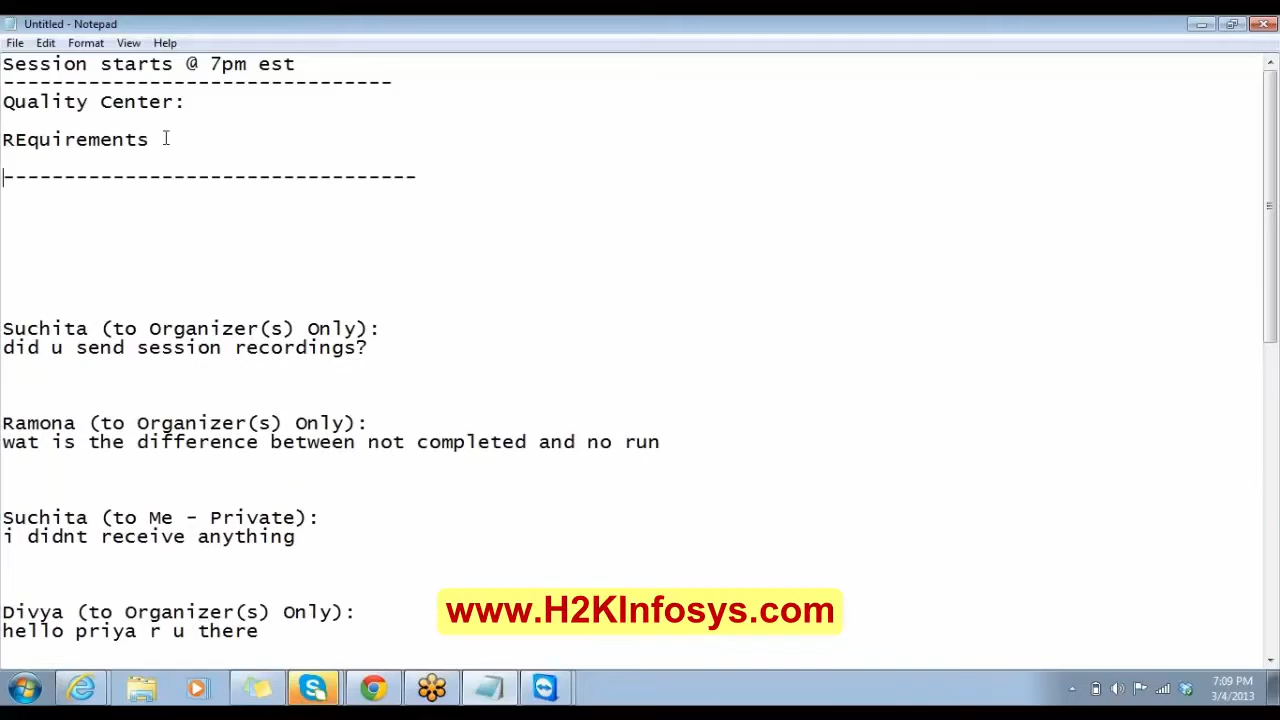 Untitled - Notepad
File Edit Format View Help
Session starts @ 7pm est
--------------------------------
Quality Center:
REquirements
----------------------------------
Suchita (to Organizer(s) Only):
did u send session recordings?
Ramona (to Organizer(s) Only):
wat is the difference between not completed and no run
Suchita (to Me - Private):
i didnt receive anything
Divya (to Organizer(s) Only):
hello priya r u there
www.H2KInfosys.com
7:09 PM
3/4/2013